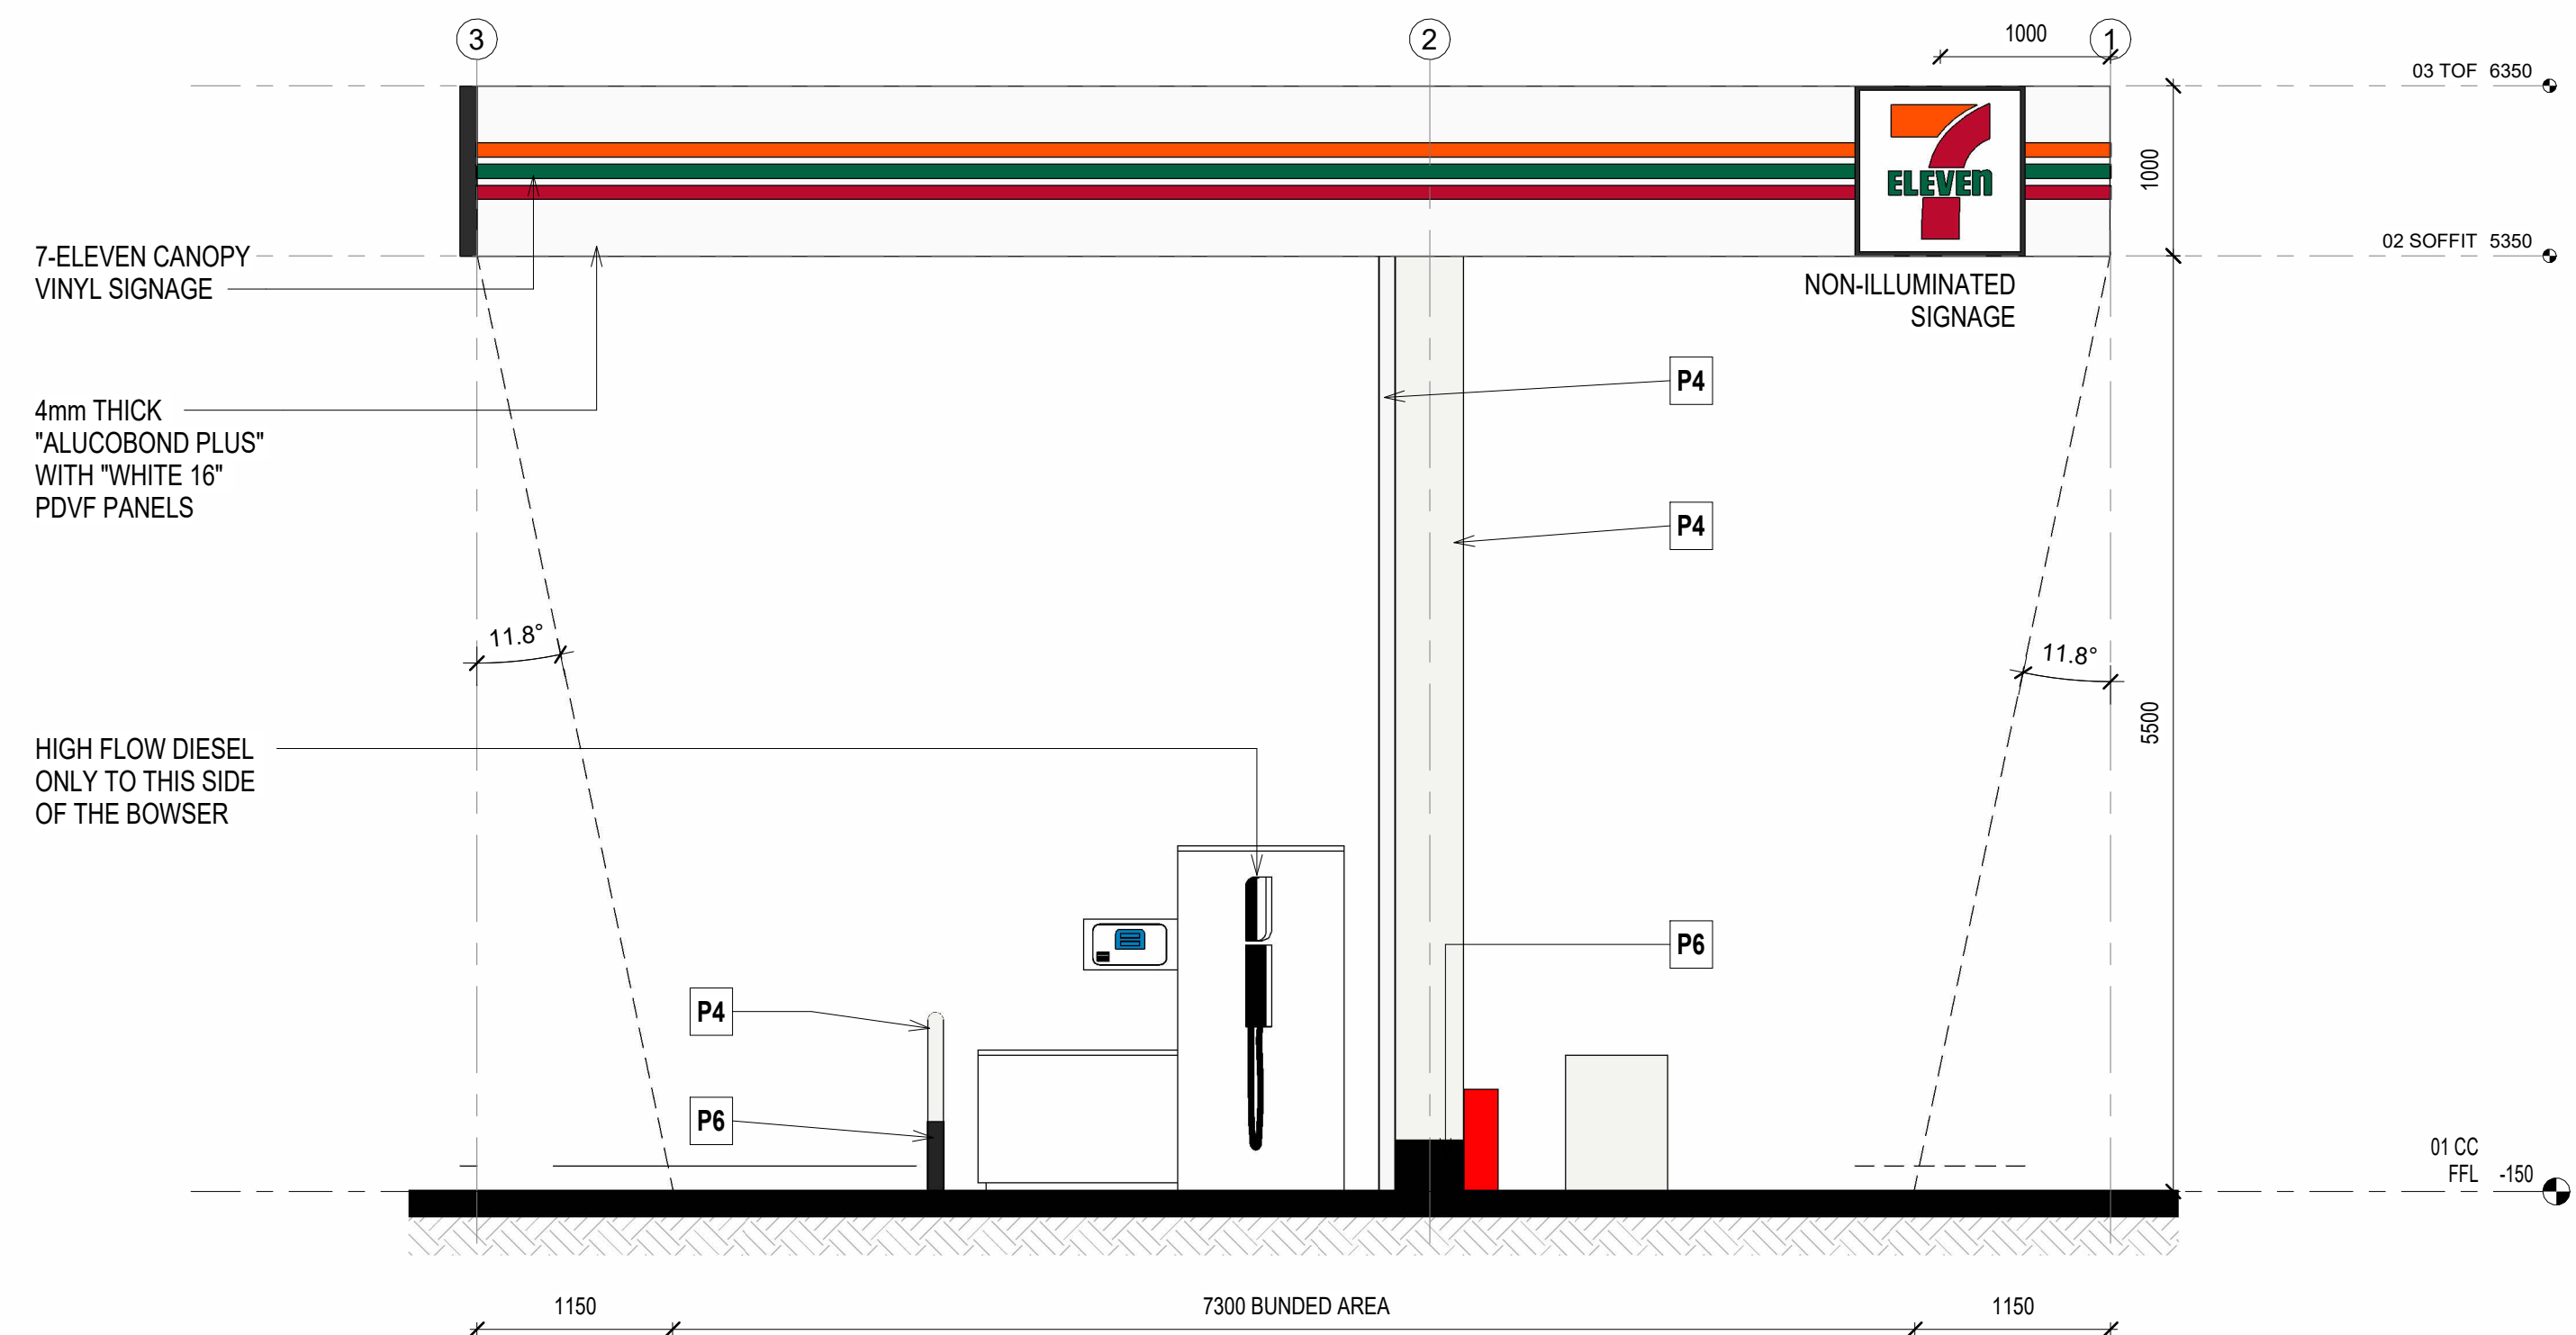 3
2
1
1000
03 TOF 6350
7
ELEVEN
1000
02 SOFFIT 5350
7-ELEVEN CANOPY
VINYL SIGNAGE
NON-ILLUMINATED
SIGNAGE
P4
4mm THICK
"ALUCOBOND PLUS"
WITH "WHITE 16"
PDVF PANELS
P4
11.8°
11.8°
5500
HIGH FLOW DIESEL
ONLY TO THIS SIDE
OF THE BOWSER
P6
P4
P6
01 CC
FFL -150
1150
7300 BUNDED AREA
1150